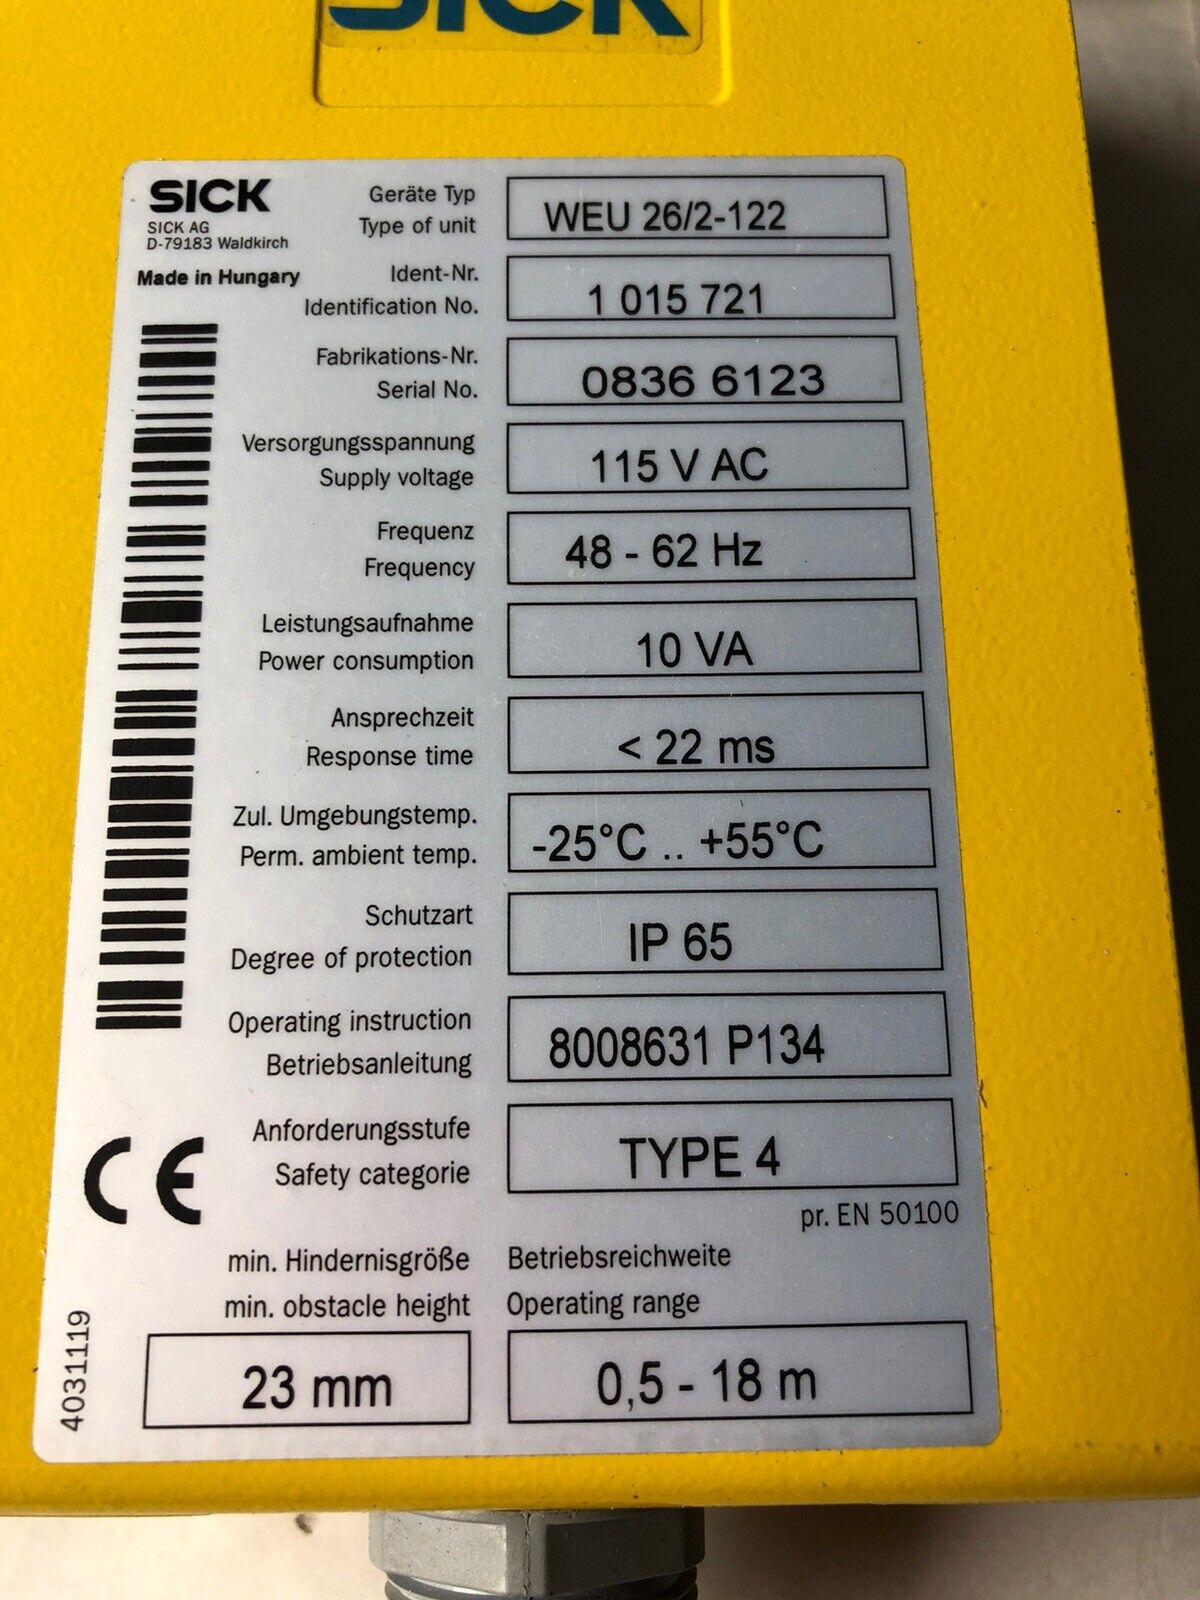 SICK
SICK
SICK AG
D-79183 Waldkirch
Made in Hungary
Geräte Typ
Type of unit
WEU 26/2-122
Ident-Nr.
Identification No.
1 015 721
Fabrikations-Nr.
Serial No.
0836 6123
Versorgungsspannung
Supply voltage
115 V AC
Frequenz
Frequency
48 - 62 Hz
Leistungsaufnahme
Power consumption
10 VA
Ansprechzeit
Response time
< 22 ms
Zul. Umgebungstemp.
Perm. ambient temp.
-25°C .. +55°C
Schutzart
Degree of protection
IP 65
Operating instruction
Betriebsanleitung
8008631 P134
CE
Anforderungsstufe
Safety categorie
TYPE 4
pr. EN 50100
min. Hindernisgröße
min. obstacle height
23 mm
Betriebsreichweite
Operating range
0,5 - 18 m
4031119